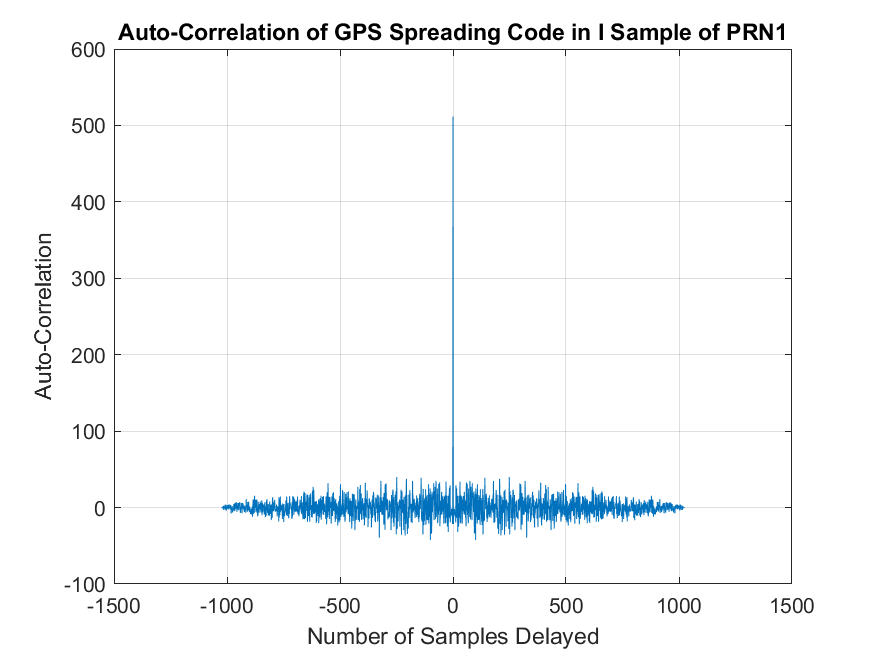 Auto-Correlation of GPS Spreading Code in I Sample of PRN1
600
500
400
300
200
100
0
-100
Auto-Correlation
-1500 -1000 -500 0 500 1000 1500
Number of Samples Delayed